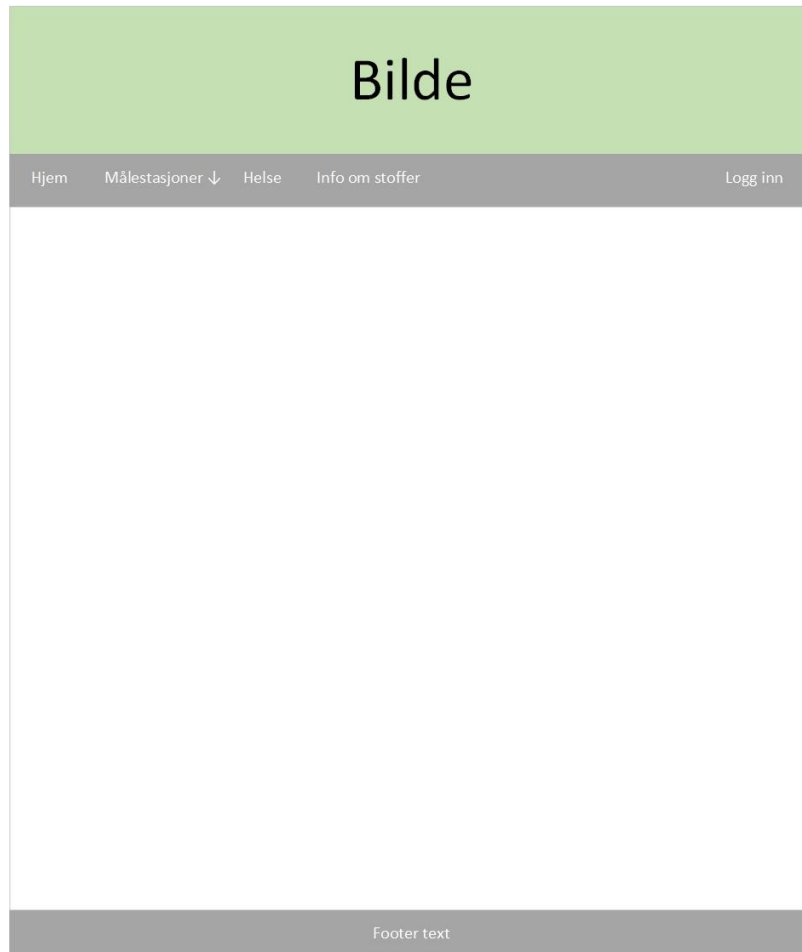 Bilde
Hjem Målestasjoner ↓ Helse Info om stoffer Logg inn
Footer text